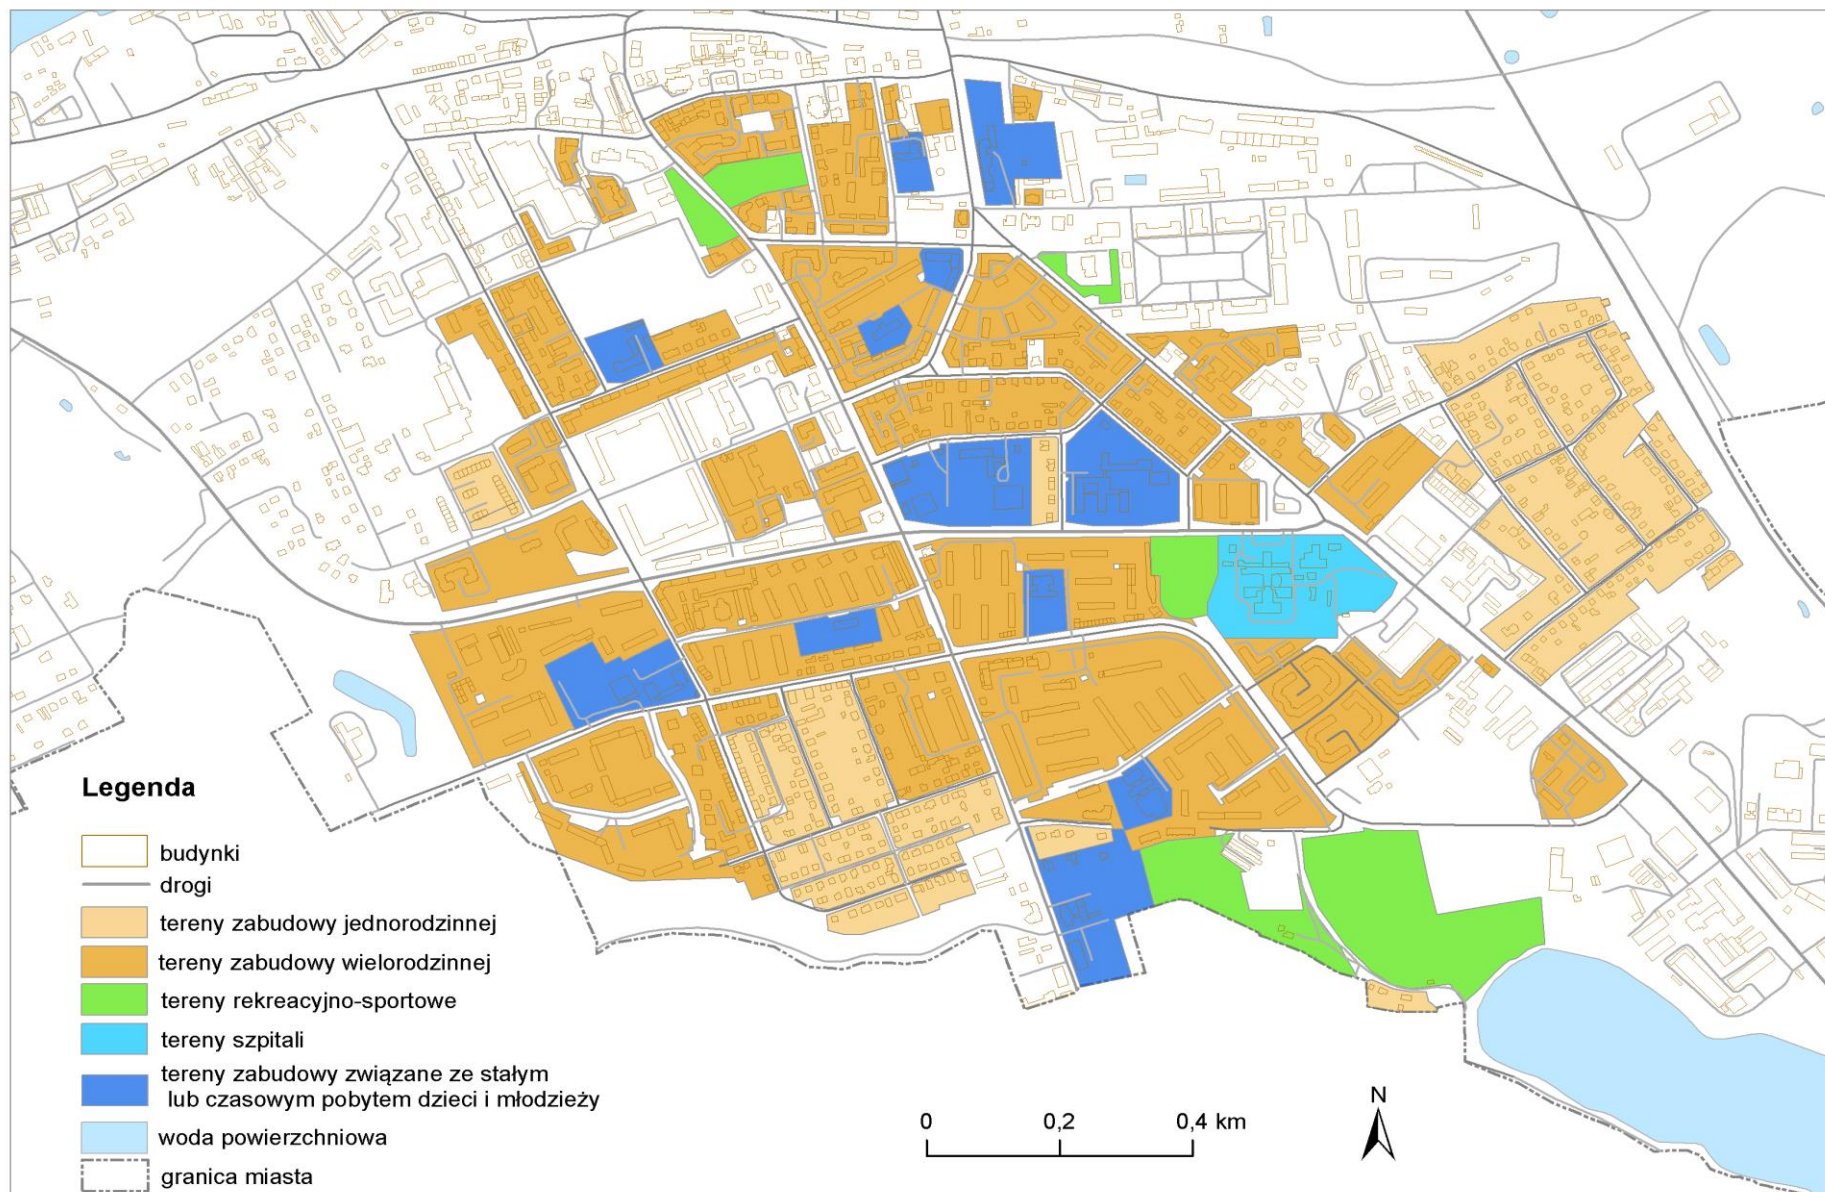 Legenda
budynki
drogi
tereny zabudowy jednorodzinnej
tereny zabudowy wielorodzinnej
tereny rekreacyjno-sportowe
tereny szpitali
tereny zabudowy związane ze stałym
lub czasowym pobytem dzieci i młodzieży
woda powierzchniowa
granica miasta
0 0,2 0,4 km
N